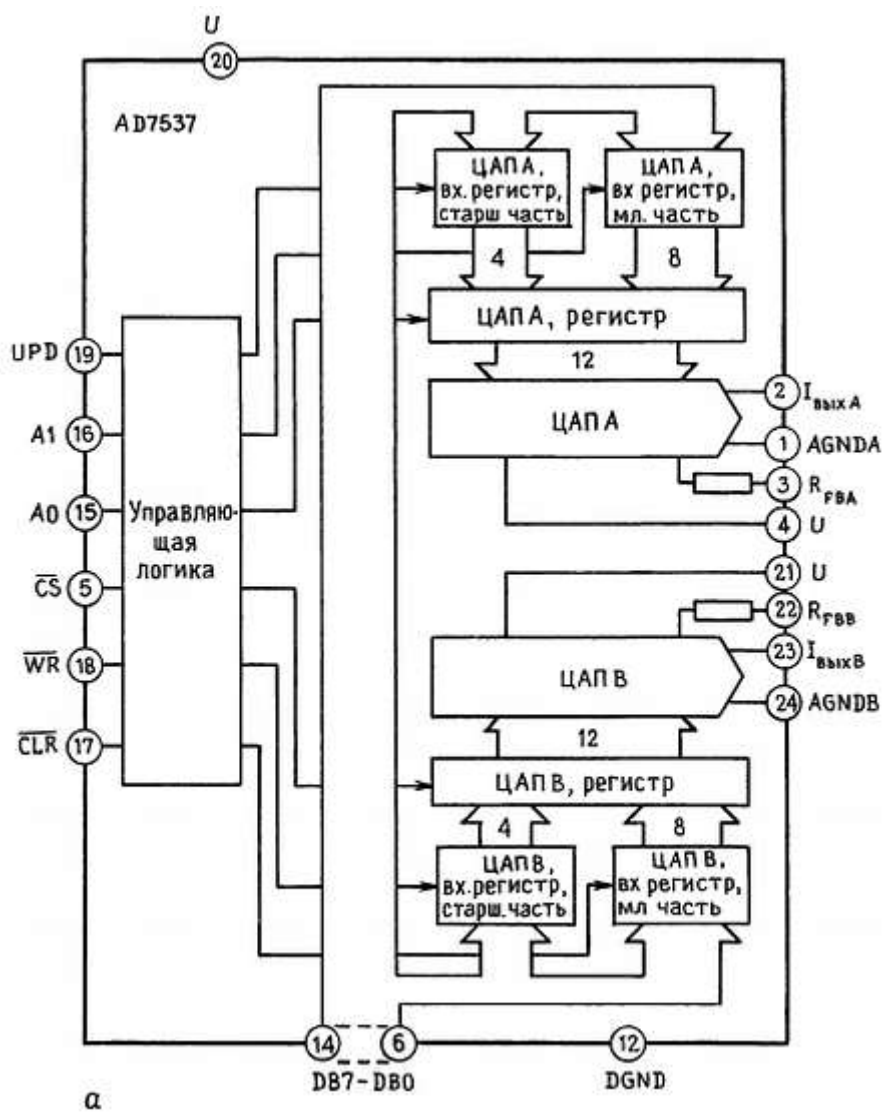 U
20
AD7537
ЦАП А,
вх. регистр,
старш часть
ЦАП А,
вх регистр,
мл. часть
4
8
ЦАП А, регистр
12
ЦАП А
UPD 19
A1 16
A0 15
C̅S̅ 5
W̅R̅ 18
C̅L̅R̅ 17
Управляю-
щая
логика
2 IвыхA
1 AGNDA
3 RFBA
4 U
21 U
22 RFBB
23 IвыхB
24 AGNDB
ЦАП В
12
ЦАП В, регистр
4
8
ЦАП В,
вх.регистр,
старш.часть
ЦАП В,
вх регистр,
мл часть
14
6
12
DB7-DB0
DGND
а